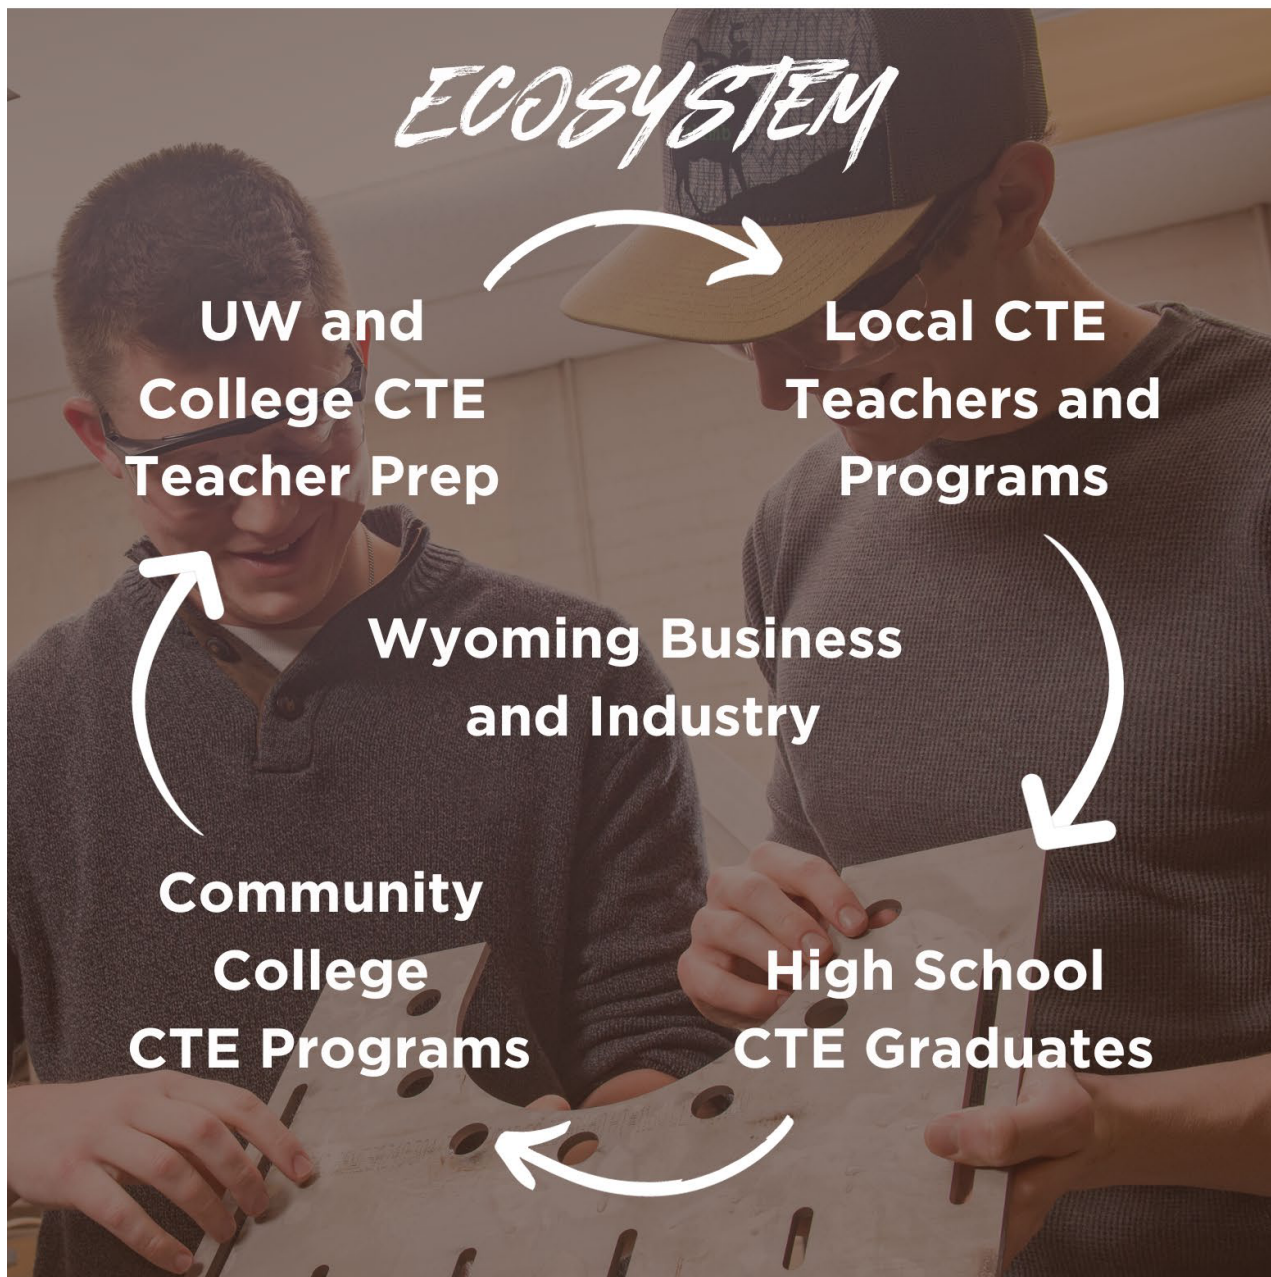 ECOSYSTEM
UW and
College CTE
Teacher Prep
Local CTE
Teachers and
Programs
Wyoming Business
and Industry
Community
College
CTE Programs
High School
CTE Graduates